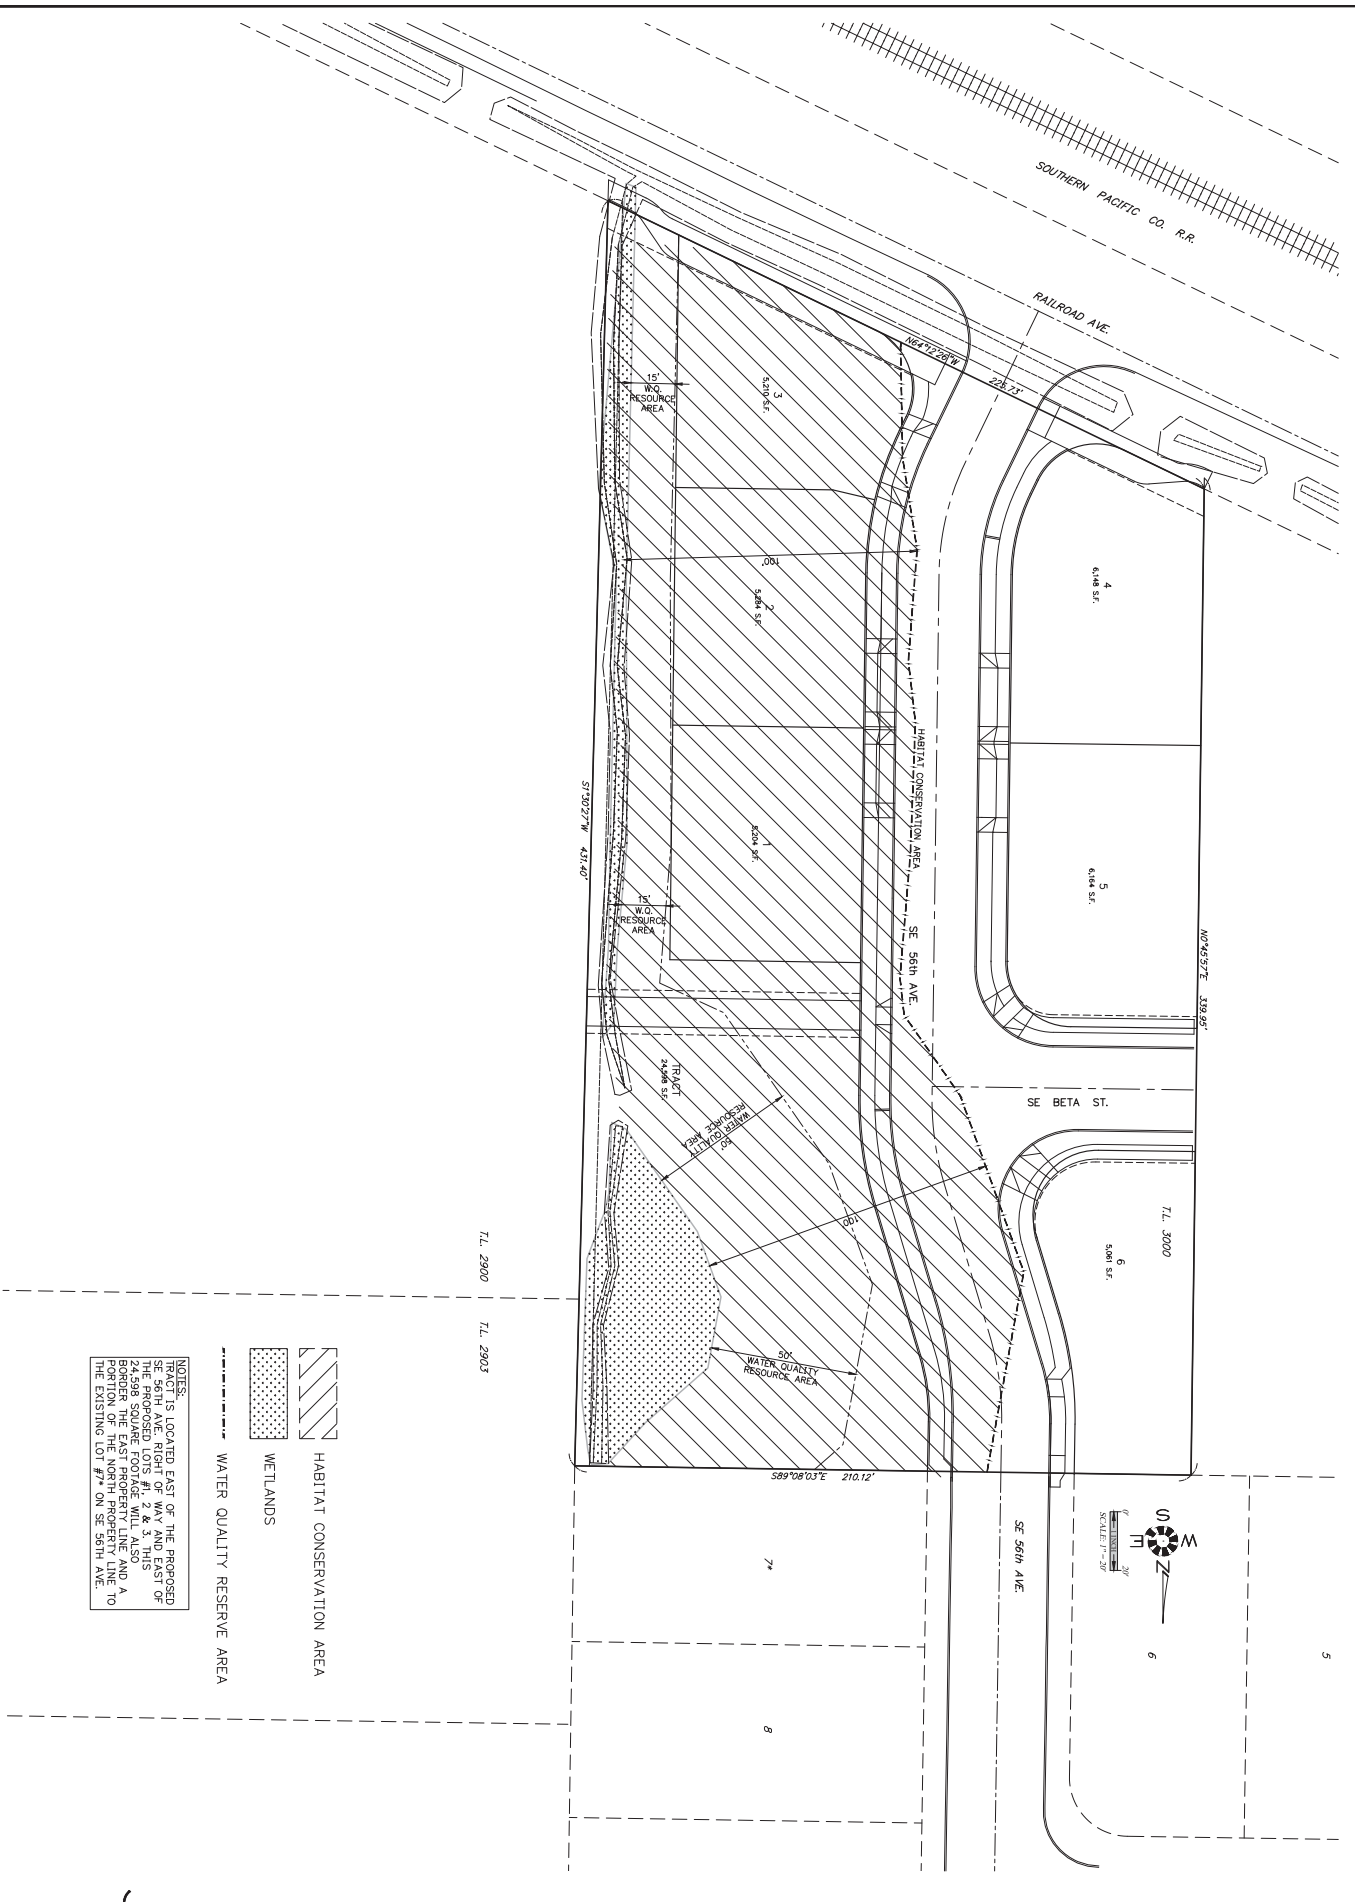 SOUTHERN PACIFIC CO. R.R.
RAILROAD AVE.
N64°12'26"W
225.73'
15'
W.Q.
RESOURCE
AREA
3
5,210 S.F.
100'
2
5,284 S.F.
4
6,148 S.F.
HABITAT CONSERVATION AREA
1
5,204 S.F.
5
6,164 S.F.
S1°30'27"W 431.40'
15'
W.Q.
RESOURCE
AREA
SE 56th AVE.
N0°45'57"E 339.95'
TRACT
24,598 S.F.
50'
WATER QUALITY
RESOURCE AREA
SE BETA ST.
100'
T.L. 3000
6
5,061 S.F.
T.L. 2900
T.L. 2903
50'
WATER QUALITY
RESOURCE AREA
S89°08'03"E 210.12'
SE 56th AVE.
S
W
E
N
0'
20'
1 INCH
SCALE: 1" = 20'
7*
8
6
5
HABITAT CONSERVATION AREA
WETLANDS
WATER QUALITY RESERVE AREA
NOTES:
TRACT IS LOCATED EAST OF THE PROPOSED
SE 56TH AVE. RIGHT OF WAY AND EAST OF
THE PROPOSED LOTS #1, 2 & 3. THIS
24,598 SQUARE FOOTAGE WILL ALSO
BORDER THE EAST PROPERTY LINE AND A
PORTION OF THE NORTH PROPERTY LINE TO
THE EXISTING LOT #7* ON SE 56TH AVE.